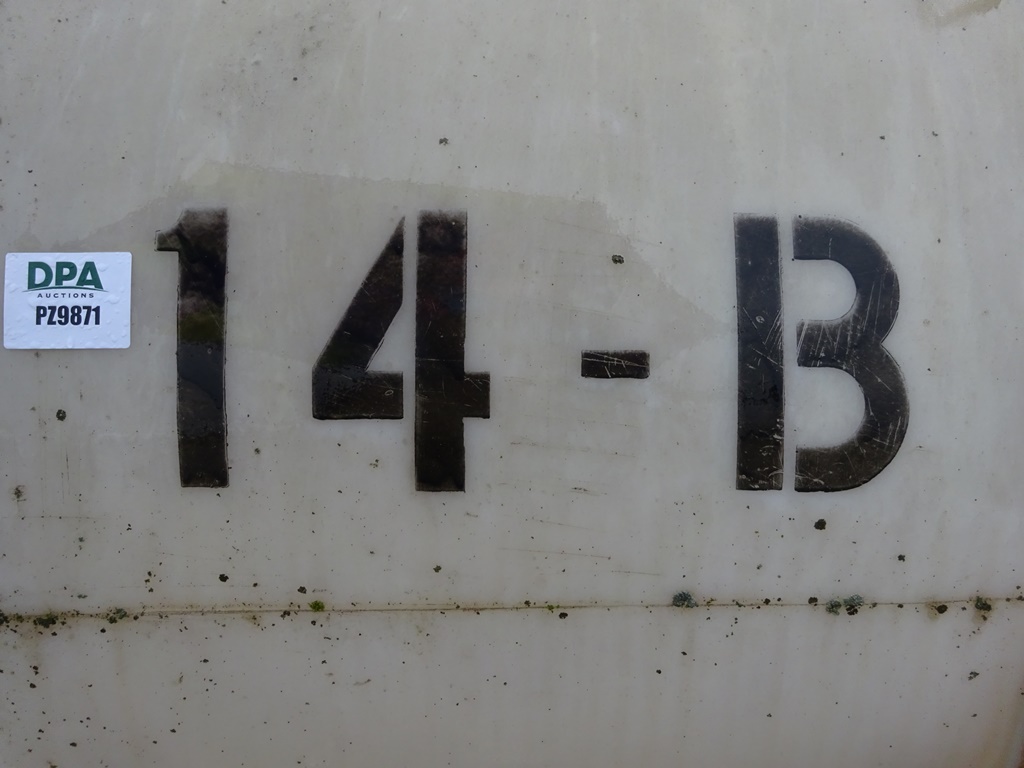 DPA
AUCTIONS
PZ9871
14-B